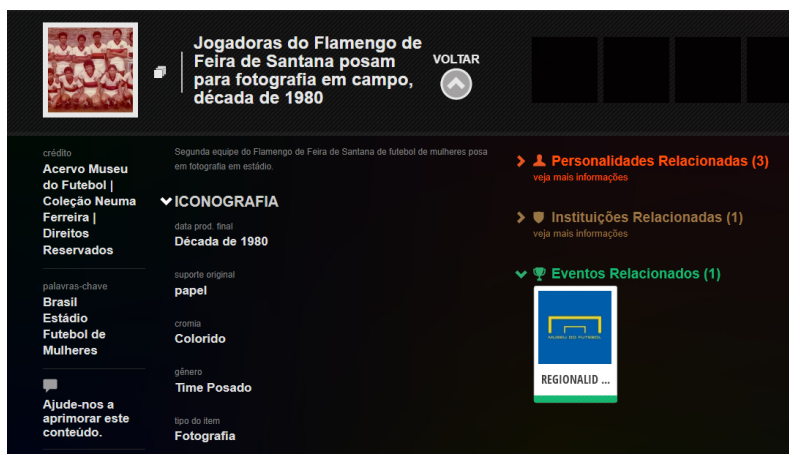 Jogadoras do Flamengo de
Feira de Santana posam
para fotografia em campo,
década de 1980
VOLTAR
crédito
Acervo Museu
do Futebol |
Coleção Neuma
Ferreira |
Direitos
Reservados
palavras-chave
Brasil
Estádio
Futebol de
Mulheres
Ajude-nos a
aprimorar este
conteúdo.
Segunda equipe do Flamengo de Feira de Santana de futebol de mulheres posa
em fotografia em estádio.
ICONOGRAFIA
data prod. final
Década de 1980
suporte original
papel
cromia
Colorido
gênero
Time Posado
tipo do item
Fotografia
Personalidades Relacionadas (3)
veja mais informações
Instituições Relacionadas (1)
veja mais informações
Eventos Relacionados (1)
MUSEU DO FUTEBOL
REGIONALID ...